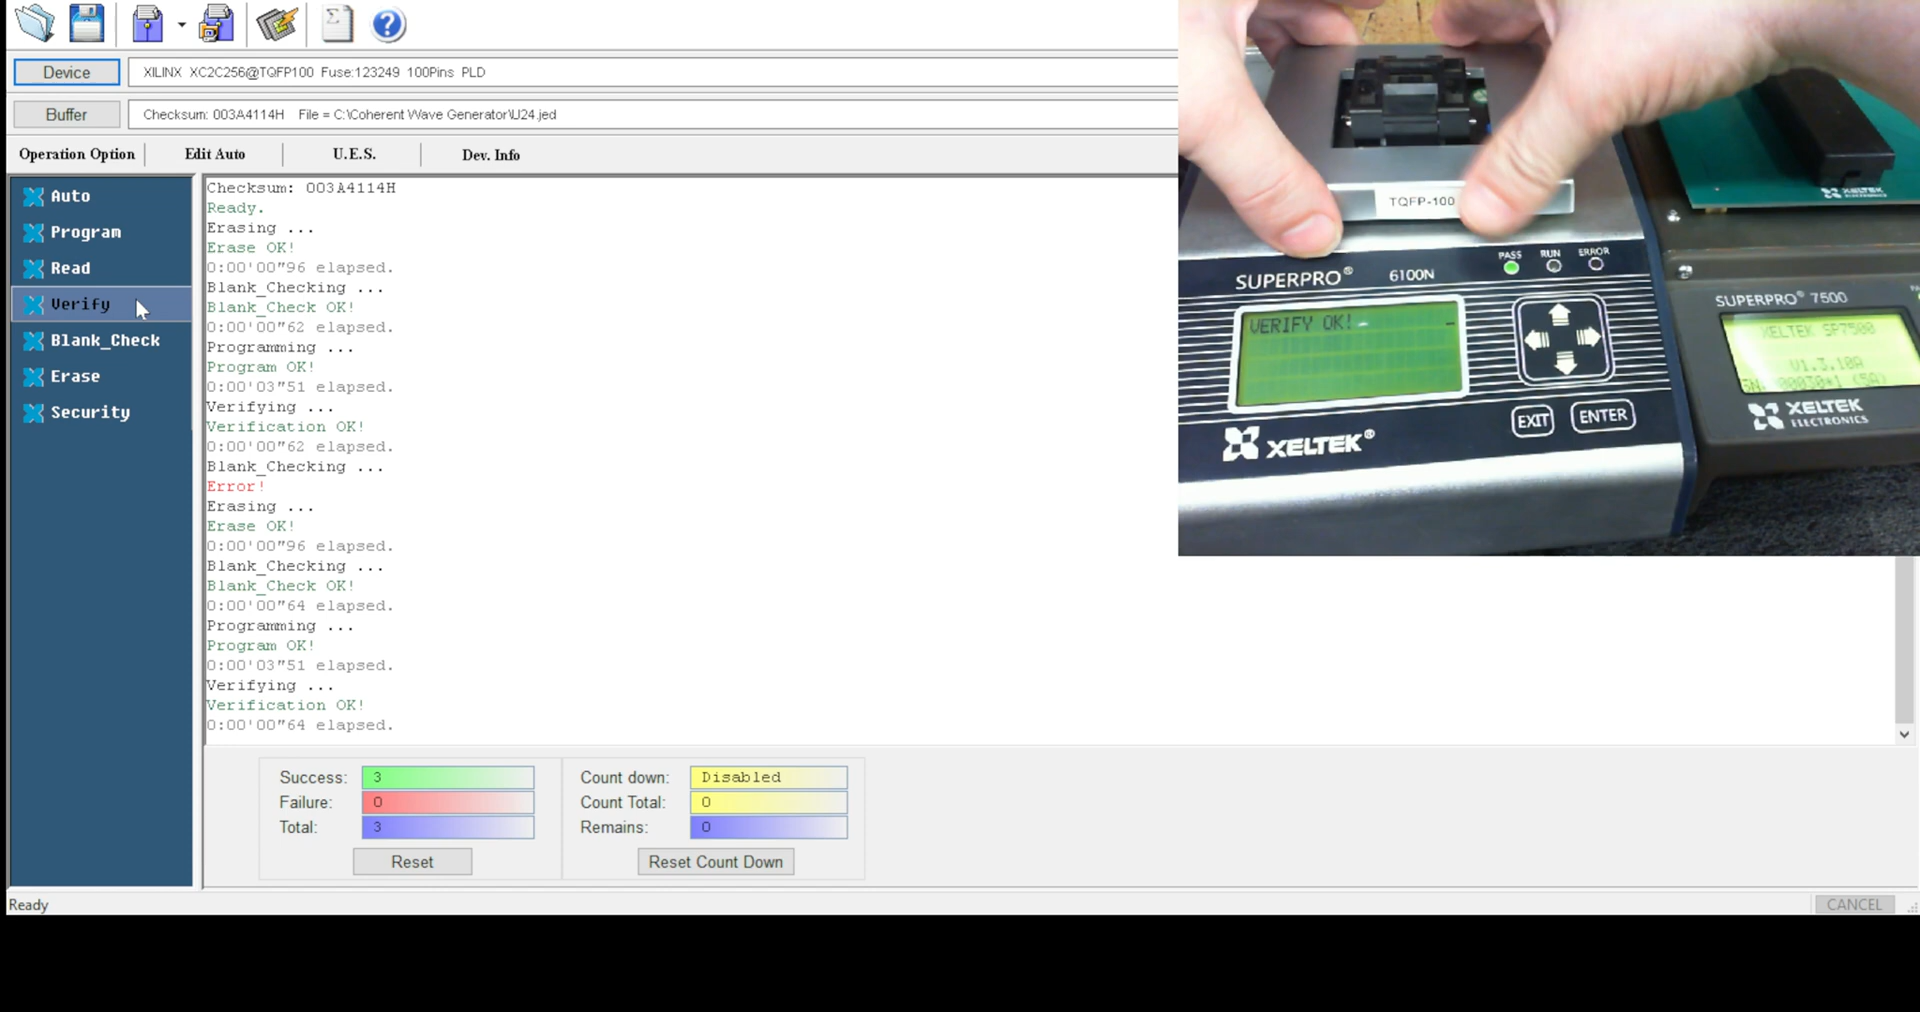 Device
XILINX XC2C256@TQFP100 Fuse:123249 100Pins PLD
Buffer
Checksum: 003A4114H File = C:\Coherent Wave Generator\U24.jed
Operation Option
Edit Auto
U.E.S.
Dev. Info
Auto
Program
Read
Verify
Blank_Check
Erase
Security
Checksum: 003A4114H
Ready.
Erasing ...
Erase OK!
0:00'00"96 elapsed.
Blank_Checking ...
Blank_Check OK!
0:00'00"62 elapsed.
Programming ...
Program OK!
0:00'03"51 elapsed.
Verifying ...
Verification OK!
0:00'00"62 elapsed.
Blank_Checking ...
Error!
Erasing ...
Erase OK!
0:00'00"96 elapsed.
Blank_Checking ...
Blank_Check OK!
0:00'00"64 elapsed.
Programming ...
Program OK!
0:00'03"51 elapsed.
Verifying ...
Verification OK!
0:00'00"64 elapsed.
Success: 3
Failure: 0
Total: 3
Reset
Count down: Disabled
Count Total: 0
Remains: 0
Reset Count Down
Ready
CANCEL
TQFP-100
PASS RUN ERROR
SUPERPRO® 6100N
VERIFY OK!
EXIT ENTER
XELTEK®
XELTEK
SUPERPRO® 7500
XELTEK SP7500
V1.3.10A
XELTEK
ELECTRONICS